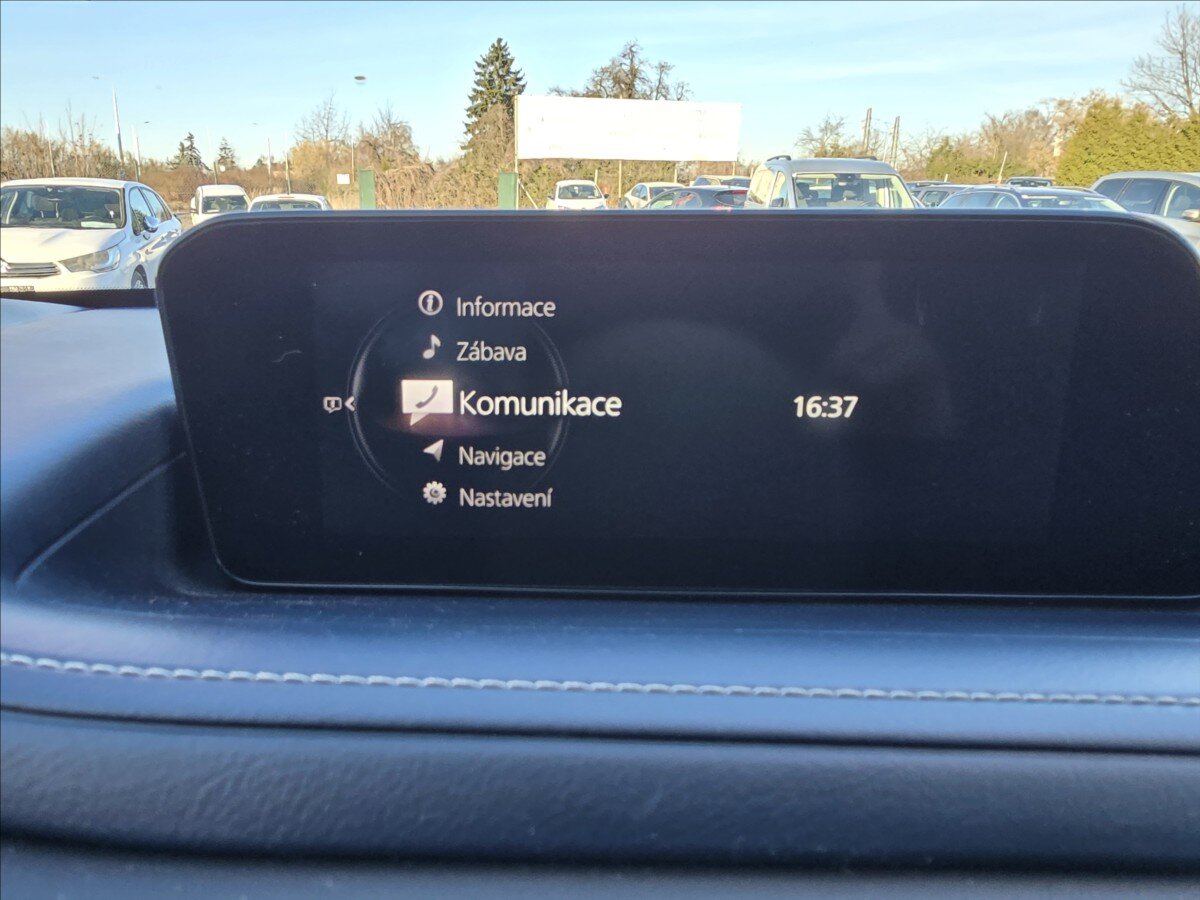 Informace
Zábava
Komunikace
16:37
Navigace
Nastavení